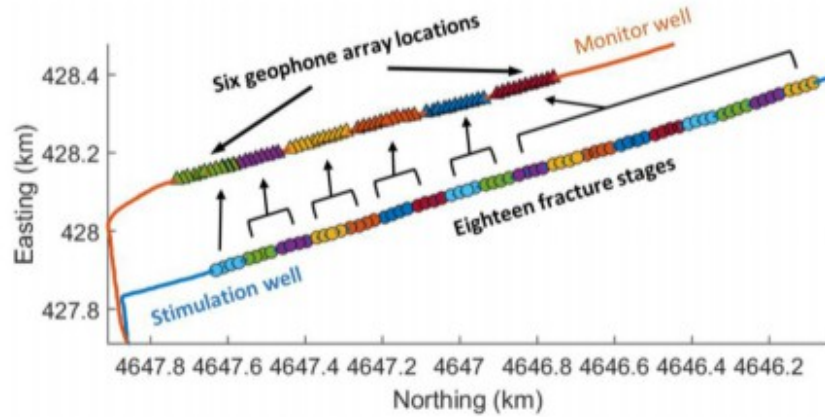 Six geophone array locations
Monitor well
428.4
428.2
428
427.8
Easting (km)
Eighteen fracture stages
Stimulation well
4647.8 4647.6 4647.4 4647.2 4647 4646.8 4646.6 4646.4 4646.2
Northing (km)